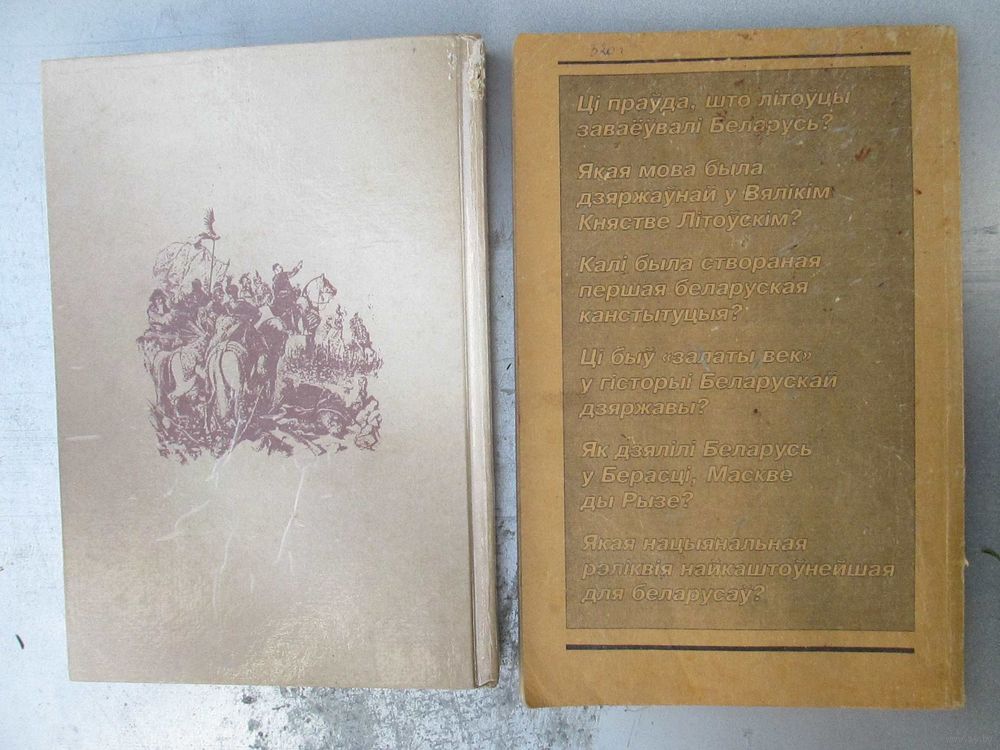 320
Ці праўда, што літоўцы
заваёўвалі Беларусь?
Якая мова была
дзяржаўнай у Вялікім
Княстве Літоўскім?
Калі была створаная
першая беларуская
канстытуцыя?
Ці быў «залаты век»
у гісторыі Беларускай
дзяржавы?
Як дзялілі Беларусь
у Берасці, Маскве
ды Рызе?
Якая нацыянальная
рэліквія найкаштоўнейшая
для беларусаў?